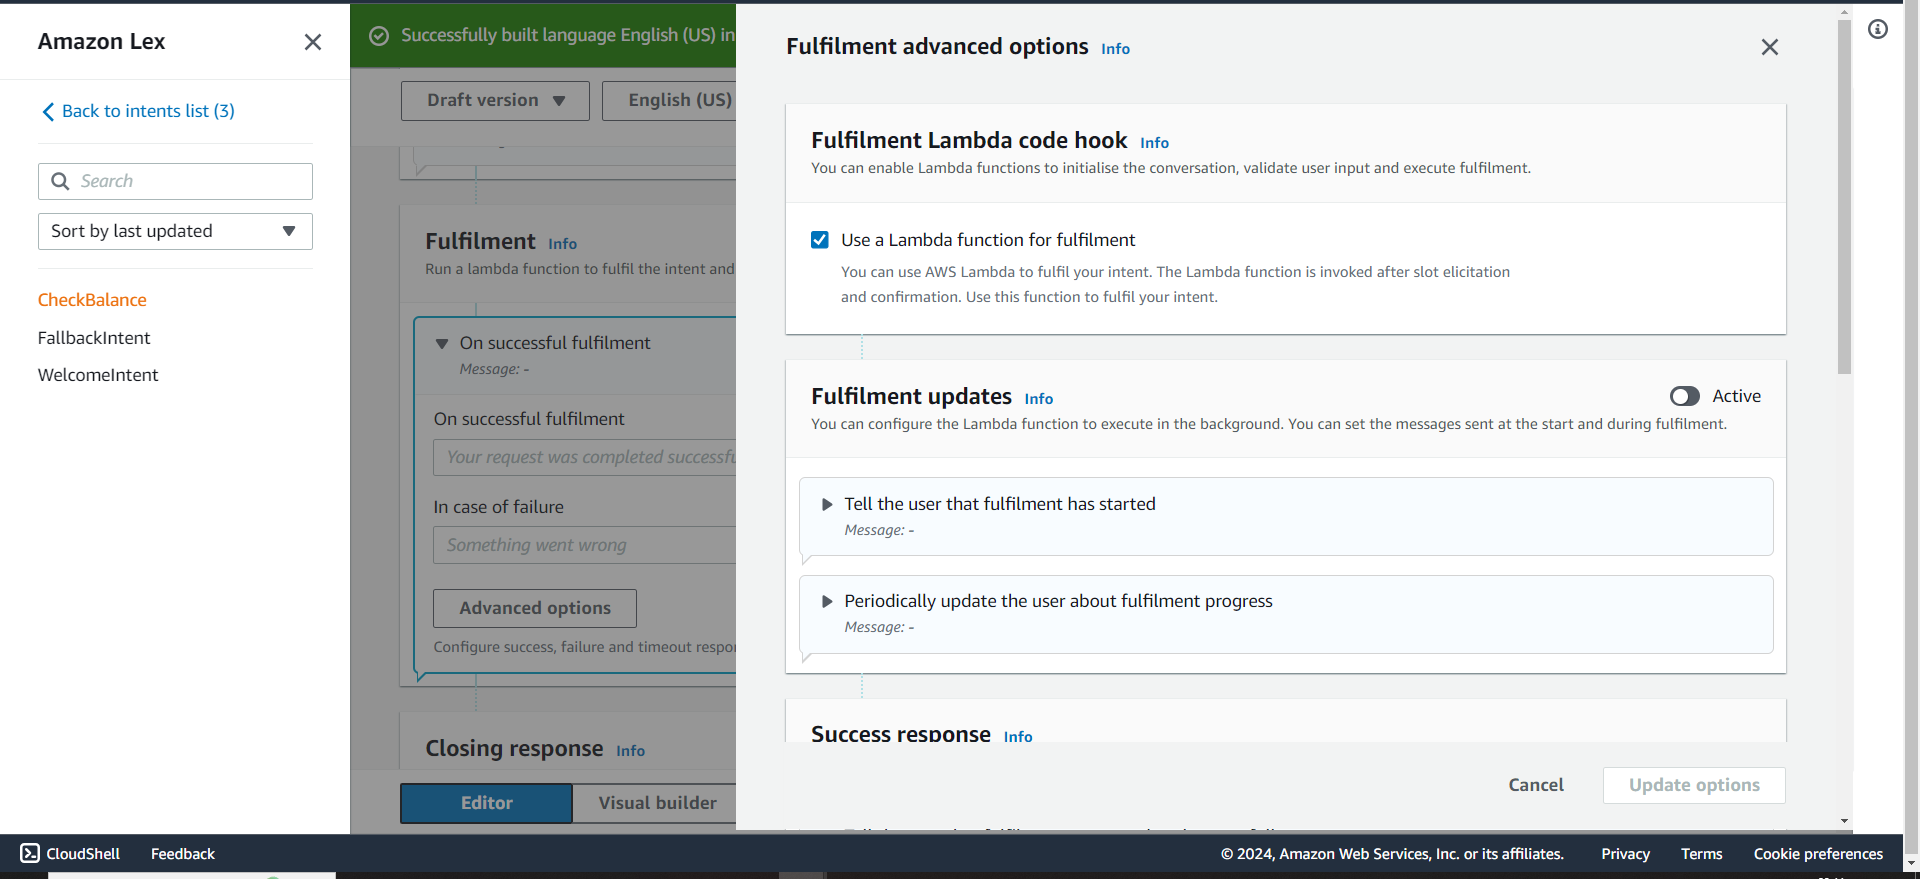 Amazon Lex
Back to intents list (3)
Search
Sort by last updated
CheckBalance
FallbackIntent
WelcomeIntent
Successfully built language English (US) in
Draft version
English (US)
Fulfilment Info
Run a lambda function to fulfil the intent and
On successful fulfilment
Message: -
On successful fulfilment
Your request was completed successfu
In case of failure
Something went wrong
Advanced options
Configure success, failure and timeout respo
Closing response Info
Editor
Visual builder
Fulfilment advanced options Info
Fulfilment Lambda code hook Info
You can enable Lambda functions to initialise the conversation, validate user input and execute fulfilment.
Use a Lambda function for fulfilment
You can use AWS Lambda to fulfil your intent. The Lambda function is invoked after slot elicitation
and confirmation. Use this function to fulfil your intent.
Fulfilment updates Info
Active
You can configure the Lambda function to execute in the background. You can set the messages sent at the start and during fulfilment.
Tell the user that fulfilment has started
Message: -
Periodically update the user about fulfilment progress
Message: -
Success response Info
Cancel
Update options
CloudShell
Feedback
© 2024, Amazon Web Services, Inc. or its affiliates.
Privacy
Terms
Cookie preferences